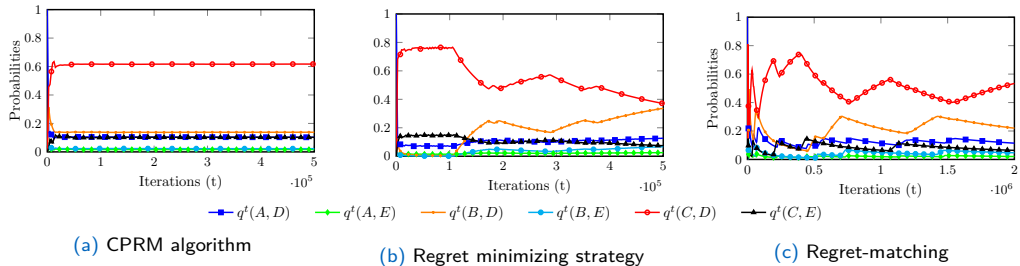 1
0.8
0.6
0.4
0.2
0
Probabilities
0 1 2 3 4 5
Iterations (t)
·10^5
1
0.8
0.6
0.4
0.2
0
Probabilities
0 1 2 3 4 5
Iterations (t)
·10^5
1
0.8
0.6
0.4
0.2
0
Probabilities
0 0.5 1 1.5 2
Iterations (t)
·10^6
q^t(A, D) q^t(A, E) q^t(B, D) q^t(B, E) q^t(C, D) q^t(C, E)
(a) CPRM algorithm
(b) Regret minimizing strategy
(c) Regret-matching